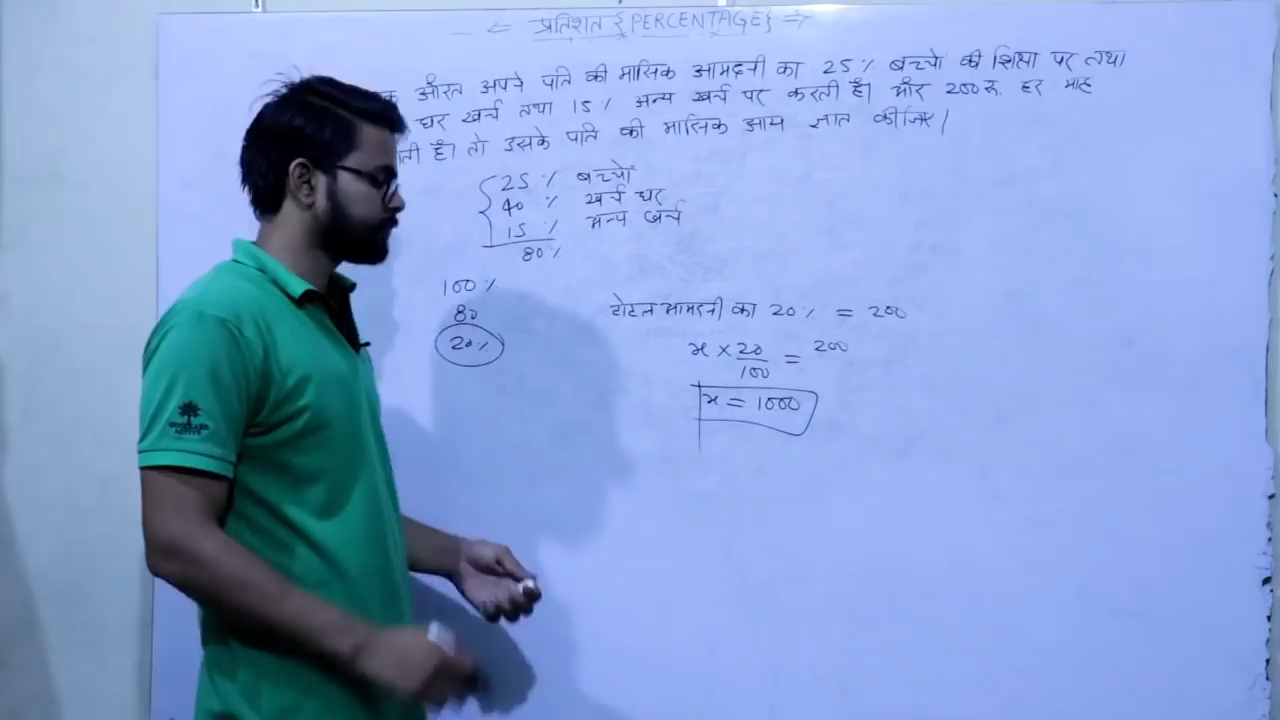 ← प्रतिशत {PERCENTAGE} →
औरत अपने पति की मासिक आमदनी का 25% बच्चो की शिक्षा पर तथा
घर खर्च तथा 15% अन्य खर्च पर करती है। और 200 रू. हर माह
है। तो उसके पति की मासिक आय ज्ञात कीजिए।
25 % बच्चों
40 % खर्च घर
15 % अन्य खर्च
80%
100%
80
20%
टोटल आमदनी का 20% = 200
x × 20/100 = 200
x = 1000